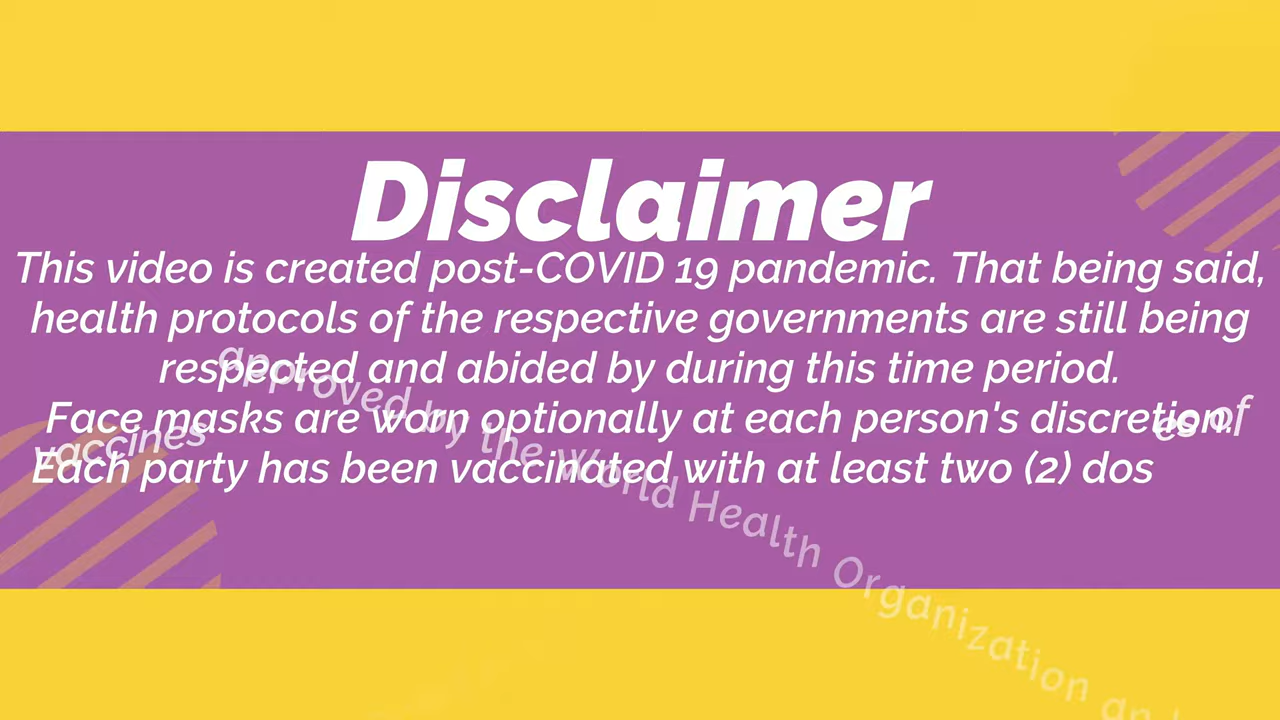 Disclaimer
This video is created post-COVID 19 pandemic. That being said,
health protocols of the respective governments are still being
respected and abided by during this time period.
Face masks are worn optionally at each person's discretion.
Each party has been vaccinated with at least two (2) doses of
vaccines approved by the World Health Organization